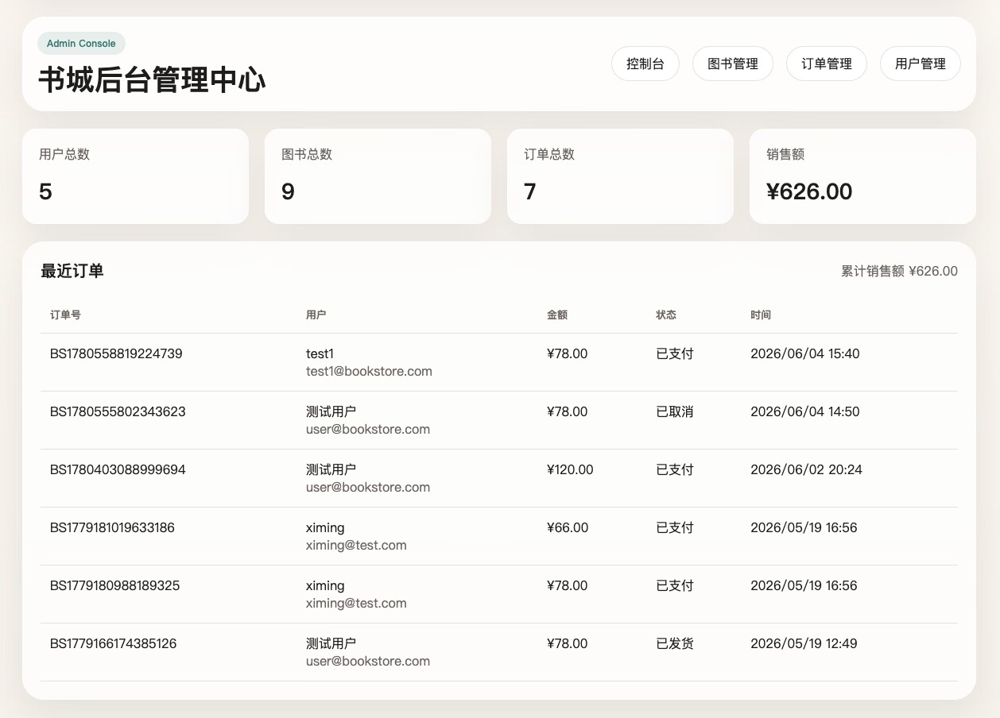 Admin Console
书城后台管理中心
控制台 图书管理 订单管理 用户管理
用户总数 图书总数 订单总数 销售额
5 9 7 ¥626.00
最近订单 累计销售额 ¥626.00
订单号 用户 金额 状态 时间
BS1780558819224739 test1 ¥78.00 已支付 2026/06/04 15:40
test1@bookstore.com
BS1780555802343623 测试用户 ¥78.00 已取消 2026/06/04 14:50
user@bookstore.com
BS1780403088999694 测试用户 ¥120.00 已支付 2026/06/02 20:24
user@bookstore.com
BS1779181019633186 ximing ¥66.00 已支付 2026/05/19 16:56
ximing@test.com
BS1779180988189325 ximing ¥78.00 已支付 2026/05/19 16:56
ximing@test.com
BS1779166174385126 测试用户 ¥78.00 已发货 2026/05/19 12:49
user@bookstore.com